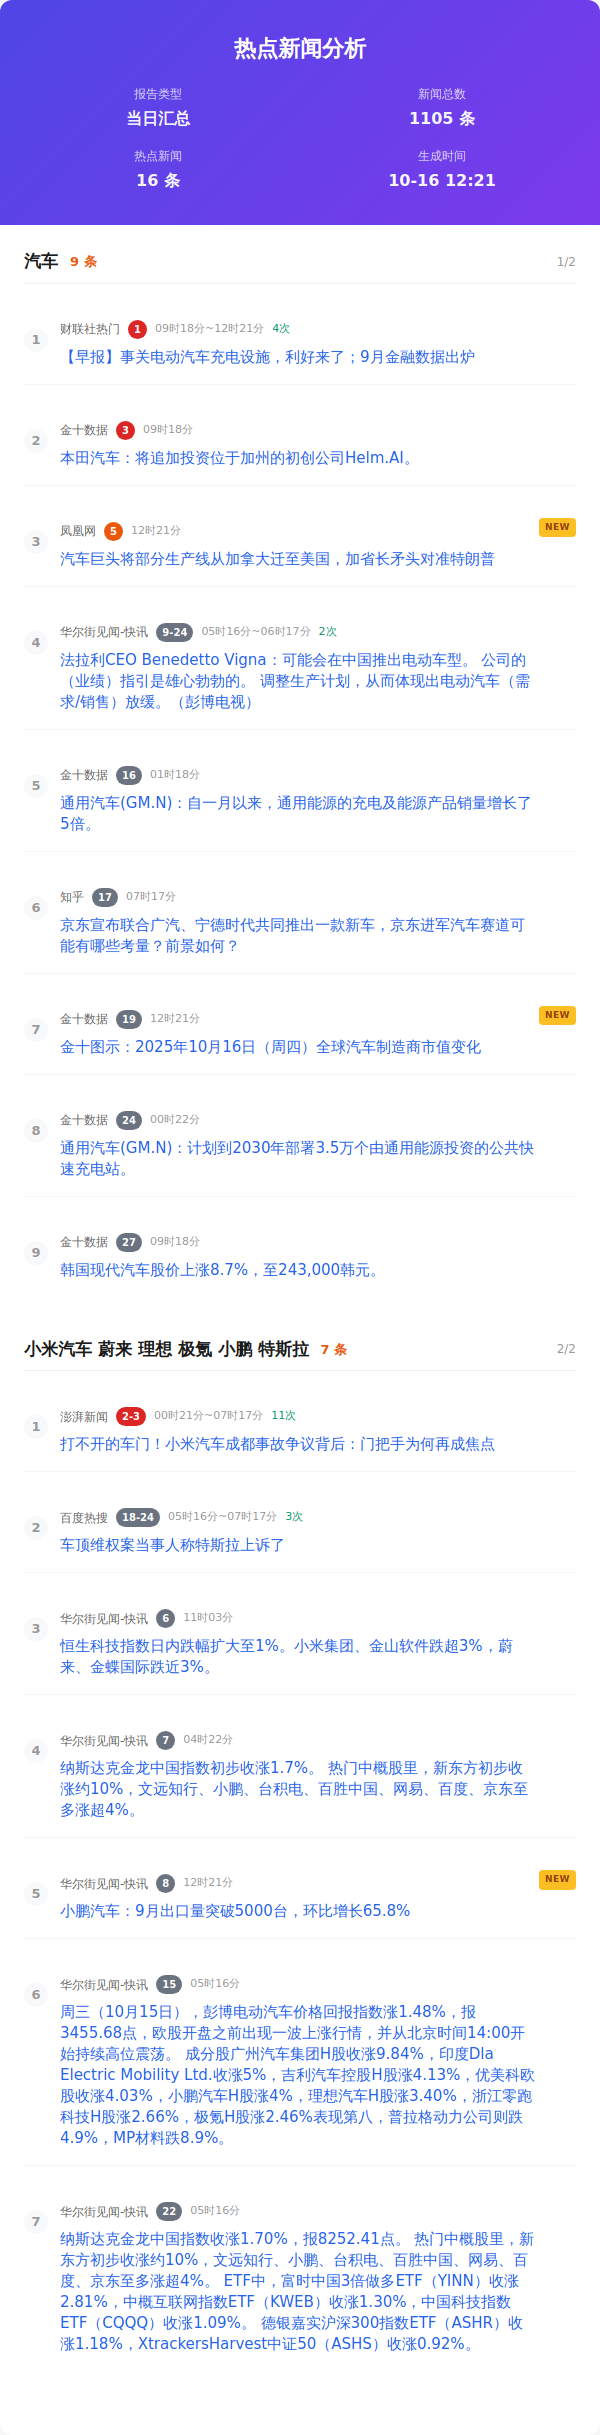 热点新闻分析
报告类型
新闻总数
当日汇总
1105 条
热点新闻
生成时间
16 条
10-16 12:21
汽车 9 条
1/2
1
财联社热门 1 09时18分~12时21分 4次
【早报】事关电动汽车充电设施，利好来了；9月金融数据出炉
2
金十数据 3 09时18分
本田汽车：将追加投资位于加州的初创公司Helm.AI。
3
凤凰网 5 12时21分
NEW
汽车巨头将部分生产线从加拿大迁至美国，加省长矛头对准特朗普
4
华尔街见闻-快讯 9-24 05时16分~06时17分 2次
法拉利CEO Benedetto Vigna：可能会在中国推出电动车型。 公司的
（业绩）指引是雄心勃勃的。 调整生产计划，从而体现出电动汽车（需
求/销售）放缓。（彭博电视）
5
金十数据 16 01时18分
通用汽车(GM.N)：自一月以来，通用能源的充电及能源产品销量增长了
5倍。
6
知乎 17 07时17分
京东宣布联合广汽、宁德时代共同推出一款新车，京东进军汽车赛道可
能有哪些考量？前景如何？
7
金十数据 19 12时21分
NEW
金十图示：2025年10月16日（周四）全球汽车制造商市值变化
8
金十数据 24 00时22分
通用汽车(GM.N)：计划到2030年部署3.5万个由通用能源投资的公共快
速充电站。
9
金十数据 27 09时18分
韩国现代汽车股价上涨8.7%，至243,000韩元。
小米汽车 蔚来 理想 极氪 小鹏 特斯拉 7 条
2/2
1
澎湃新闻 2-3 00时21分~07时17分 11次
打不开的车门！小米汽车成都事故争议背后：门把手为何再成焦点
2
百度热搜 18-24 05时16分~07时17分 3次
车顶维权案当事人称特斯拉上诉了
3
华尔街见闻-快讯 6 11时03分
恒生科技指数日内跌幅扩大至1%。小米集团、金山软件跌超3%，蔚
来、金蝶国际跌近3%。
4
华尔街见闻-快讯 7 04时22分
纳斯达克金龙中国指数初步收涨1.7%。 热门中概股里，新东方初步收
涨约10%，文远知行、小鹏、台积电、百胜中国、网易、百度、京东至
多涨超4%。
5
华尔街见闻-快讯 8 12时21分
NEW
小鹏汽车：9月出口量突破5000台，环比增长65.8%
6
华尔街见闻-快讯 15 05时16分
周三（10月15日），彭博电动汽车价格回报指数涨1.48%，报
3455.68点，欧股开盘之前出现一波上涨行情，并从北京时间14:00开
始持续高位震荡。 成分股广州汽车集团H股收涨9.84%，印度Dla
Electric Mobility Ltd.收涨5%，吉利汽车控股H股涨4.13%，优美科欧
股收涨4.03%，小鹏汽车H股涨4%，理想汽车H股涨3.40%，浙江零跑
科技H股涨2.66%，极氪H股涨2.46%表现第八，普拉格动力公司则跌
4.9%，MP材料跌8.9%。
7
华尔街见闻-快讯 22 05时16分
纳斯达克金龙中国指数收涨1.70%，报8252.41点。 热门中概股里，新
东方初步收涨约10%，文远知行、小鹏、台积电、百胜中国、网易、百
度、京东至多涨超4%。 ETF中，富时中国3倍做多ETF（YINN）收涨
2.81%，中概互联网指数ETF（KWEB）收涨1.30%，中国科技指数
ETF（CQQQ）收涨1.09%。 德银嘉实沪深300指数ETF（ASHR）收
涨1.18%，XtrackersHarvest中证50（ASHS）收涨0.92%。